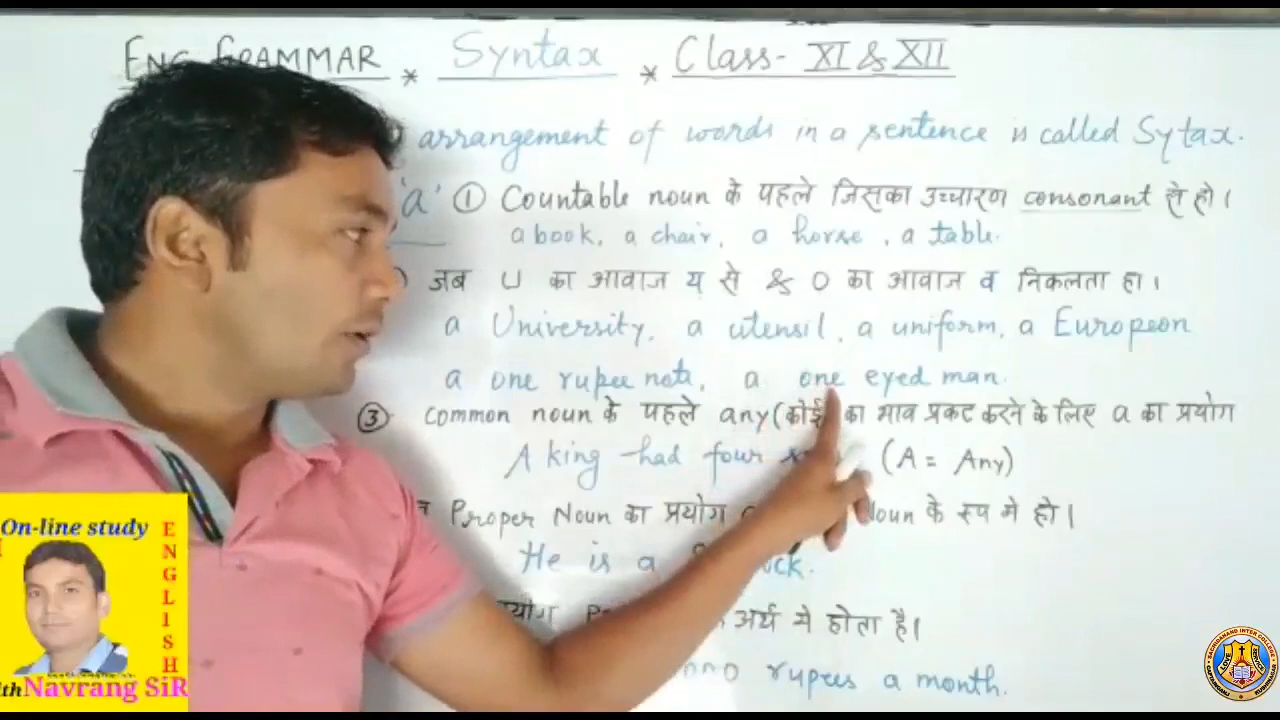 ENG GRAMMAR * Syntax * Class- XI & XII
arrangement of words in a sentence is called Sytax.
'a' ① Countable noun के पहले जिसका उच्चारण consonant से हो।
a book, a chair, a horse, a table.
जब U का आवाज य से & O का आवाज व निकलता हा।
a University, a utensil, a uniform, a European
a one rupee note, a one eyed man.
③ Common noun के पहले any (कोई) का भाव प्रकट करने के लिए a का प्रयोग
A king had four (A = Any)
Proper Noun का प्रयोग Noun के रूप मे हो।
He is a
अर्थ मे होता है।
rupees a month.
On-line study
ENGLISH
Navrang SiR